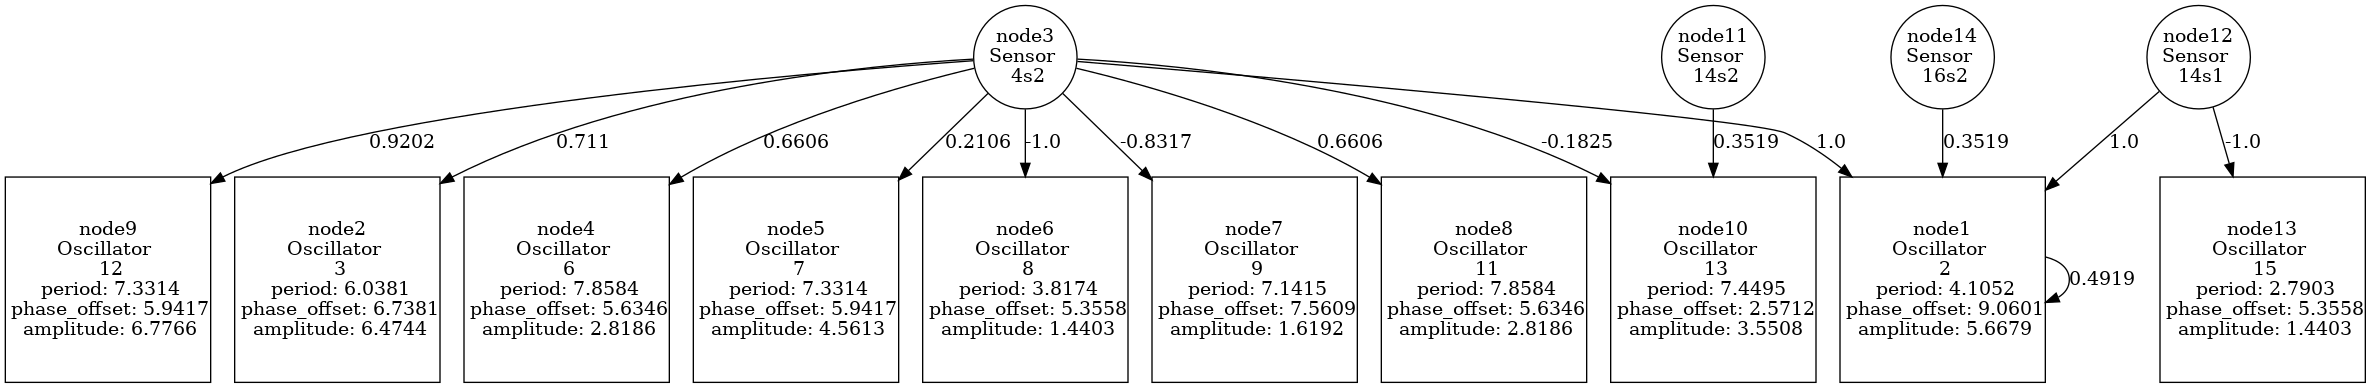 node3
Sensor
4s2
node11
Sensor
14s2
node14
Sensor
16s2
node12
Sensor
14s1
0.9202
0.711
0.6606
0.2106
-1.0
-0.8317
0.6606
-0.1825
0.3519
1.0
0.3519
1.0
-1.0
node9
Oscillator
12
period: 7.3314
phase_offset: 5.9417
amplitude: 6.7766
node2
Oscillator
3
period: 6.0381
phase_offset: 6.7381
amplitude: 6.4744
node4
Oscillator
6
period: 7.8584
phase_offset: 5.6346
amplitude: 2.8186
node5
Oscillator
7
period: 7.3314
phase_offset: 5.9417
amplitude: 4.5613
node6
Oscillator
8
period: 3.8174
phase_offset: 5.3558
amplitude: 1.4403
node7
Oscillator
9
period: 7.1415
phase_offset: 7.5609
amplitude: 1.6192
node8
Oscillator
11
period: 7.8584
phase_offset: 5.6346
amplitude: 2.8186
node10
Oscillator
13
period: 7.4495
phase_offset: 2.5712
amplitude: 3.5508
node1
Oscillator
2
period: 4.1052
phase_offset: 9.0601
amplitude: 5.6679
0.4919
node13
Oscillator
15
period: 2.7903
phase_offset: 5.3558
amplitude: 1.4403